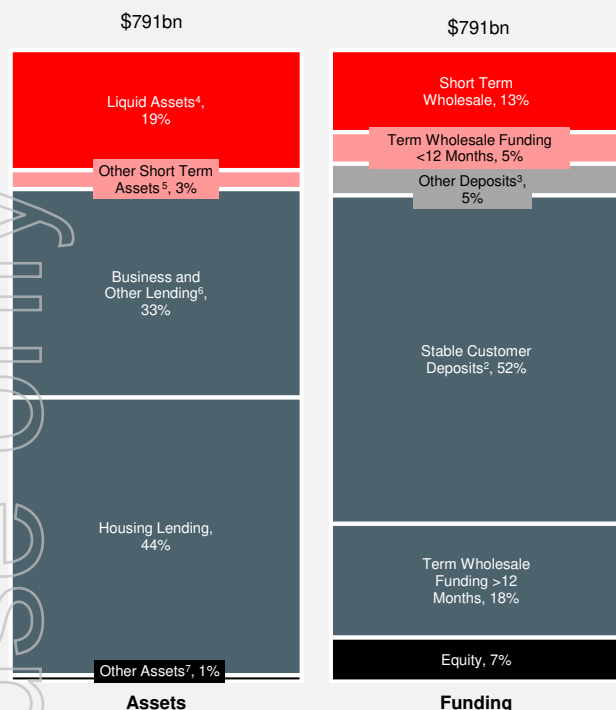 $791bn
Liquid Assets⁴,
19%
Other Short Term
Assets⁵, 3%
Business and
Other Lending⁶,
33%
Housing Lending,
44%
Other Assets⁷, 1%
Assets
$791bn
Short Term
Wholesale, 13%
Term Wholesale Funding
<12 Months, 5%
Other Deposits³,
5%
Stable Customer
Deposits², 52%
Term Wholesale
Funding >12
Months, 18%
Equity, 7%
Funding
use only